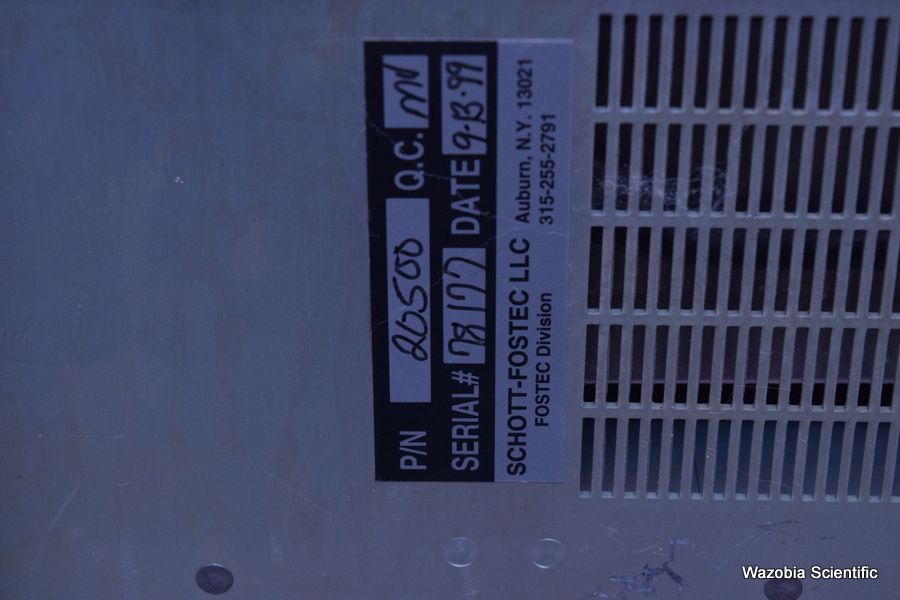 P/N 20500 Q.C.
SERIAL# 78177 DATE 9-13-99
SCHOTT-FOSTEC LLC Auburn, N.Y. 13021
FOSTEC Division 315-255-2791
Wazobia Scientific